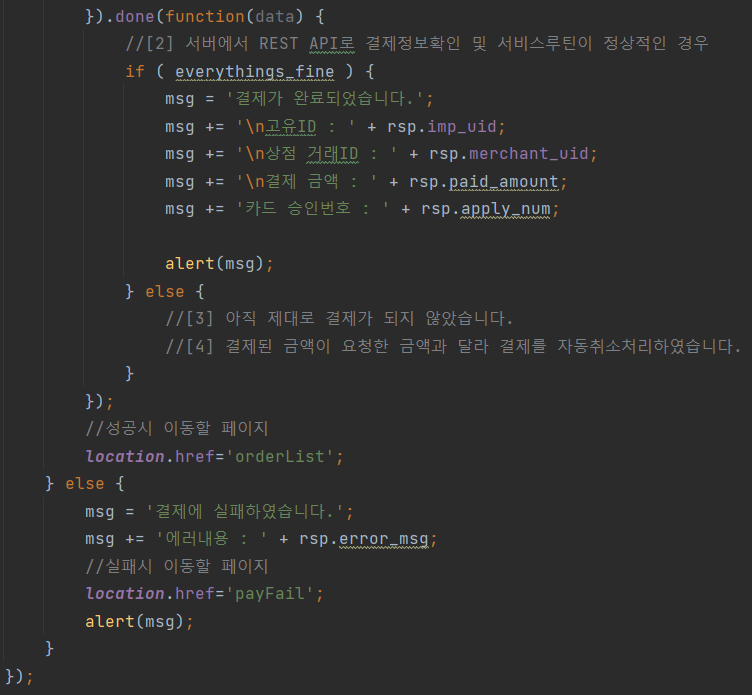 }).done(function(data) {
//[2] 서버에서 REST API로 결제정보확인 및 서비스루틴이 정상적인 경우
if ( everythings_fine ) {
msg = '결제가 완료되었습니다.';
msg += '\n고유ID : ' + rsp.imp_uid;
msg += '\n상점 거래ID : ' + rsp.merchant_uid;
msg += '\n결제 금액 : ' + rsp.paid_amount;
msg += '카드 승인번호 : ' + rsp.apply_num;
alert(msg);
} else {
//[3] 아직 제대로 결제가 되지 않았습니다.
//[4] 결제된 금액이 요청한 금액과 달라 결제를 자동취소처리하였습니다.
}
});
//성공시 이동할 페이지
location.href='orderList';
} else {
msg = '결제에 실패하였습니다.';
msg += '에러내용 : ' + rsp.error_msg;
//실패시 이동할 페이지
location.href='payFail';
alert(msg);
}
});